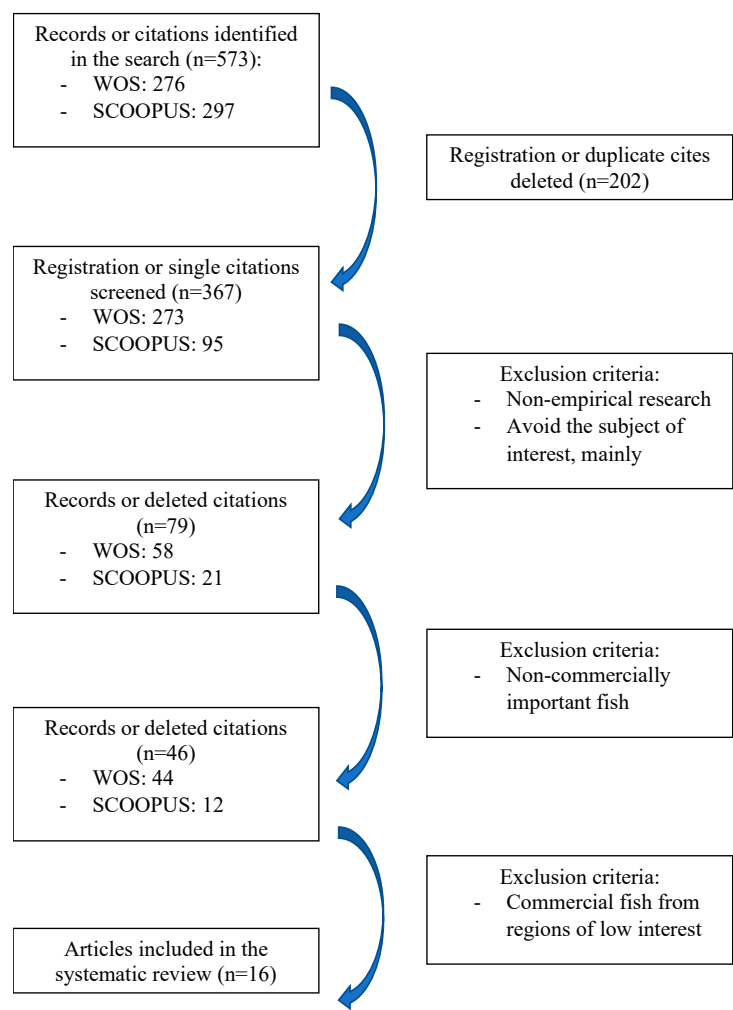 Records or citations identified
in the search (n=573):
- WOS: 276
- SCOOPUS: 297
Registration or duplicate cites
deleted (n=202)
Registration or single citations
screened (n=367)
- WOS: 273
- SCOOPUS: 95
Exclusion criteria:
- Non-empirical research
- Avoid the subject of
interest, mainly
Records or deleted citations
(n=79)
- WOS: 58
- SCOOPUS: 21
Exclusion criteria:
- Non-commercially
important fish
Records or deleted citations
(n=46)
- WOS: 44
- SCOOPUS: 12
Exclusion criteria:
- Commercial fish from
regions of low interest
Articles included in the
systematic review (n=16)